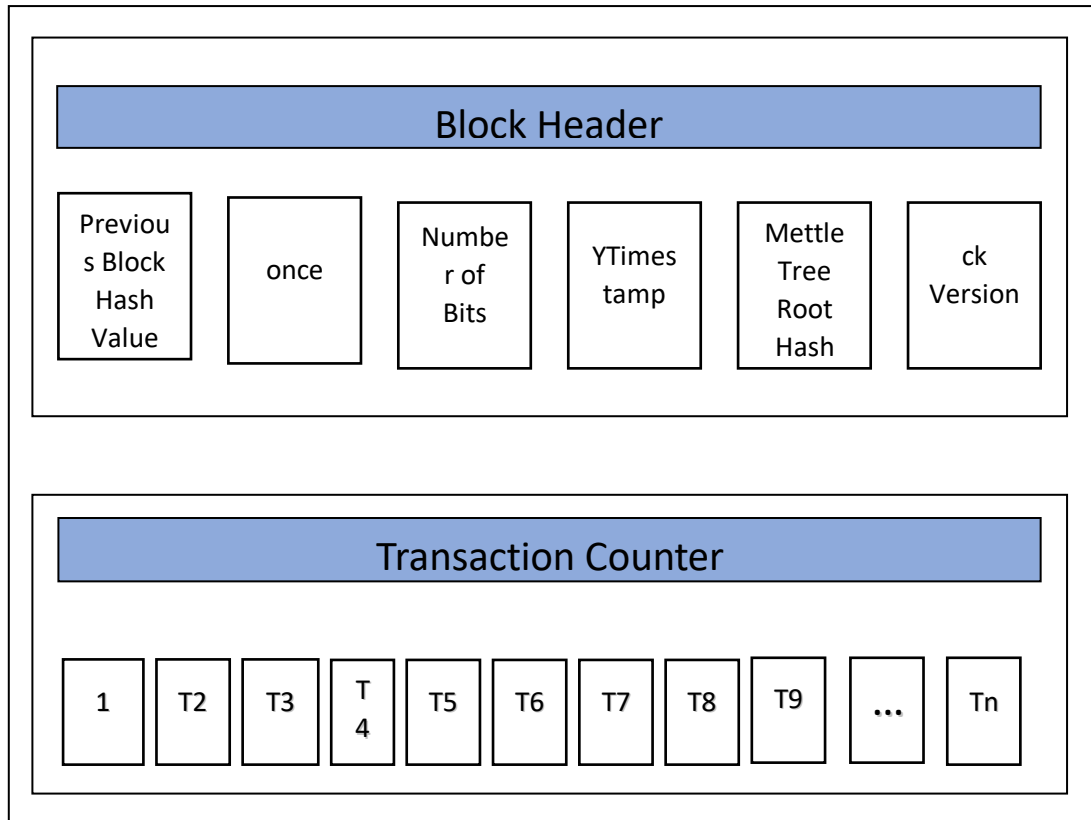 Block Header
Previou
s Block
Hash
Value
once
Numbe
r of
Bits
YTimes
tamp
Mettle
Tree
Root
Hash
ck
Version
Transaction Counter
1
T2
T3
T
4
T5
T6
T7
T8
T9
...
Tn